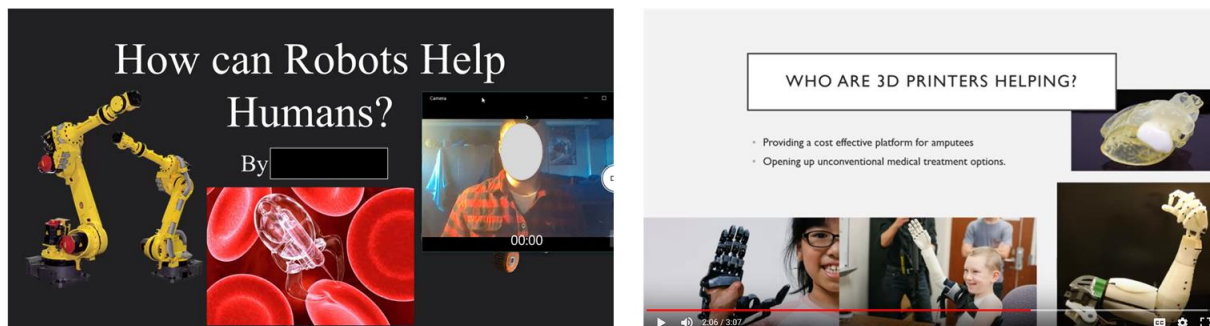 How can Robots Help
Humans?
By
Camera
00:00
WHO ARE 3D PRINTERS HELPING?
Providing a cost effective platform for amputees
Opening up unconventional medical treatment options.
2:06 / 3:07